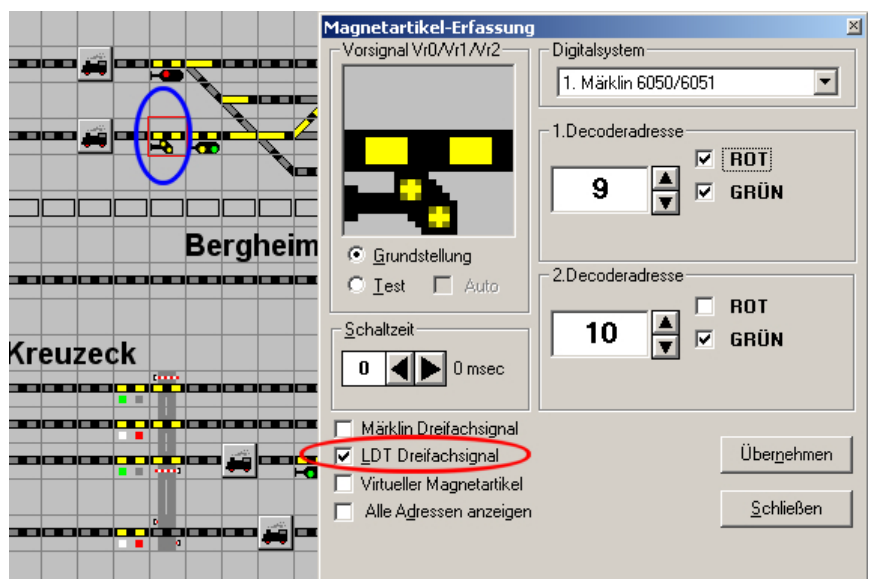 Bergheim
Kreuzeck
Magnetartikel-Erfassung
Vorsignal Vr0/Vr1/Vr2
Grundstellung
Test Auto
Schaltzeit
0 0 msec
Märklin Dreifachsignal
LDT Dreifachsignal
Virtueller Magnetartikel
Alle Adressen anzeigen
Digitalsystem
1. Märklin 6050/6051
1.Decoderadresse
9
ROT
GRÜN
2.Decoderadresse
10
ROT
GRÜN
Übernehmen
Schließen